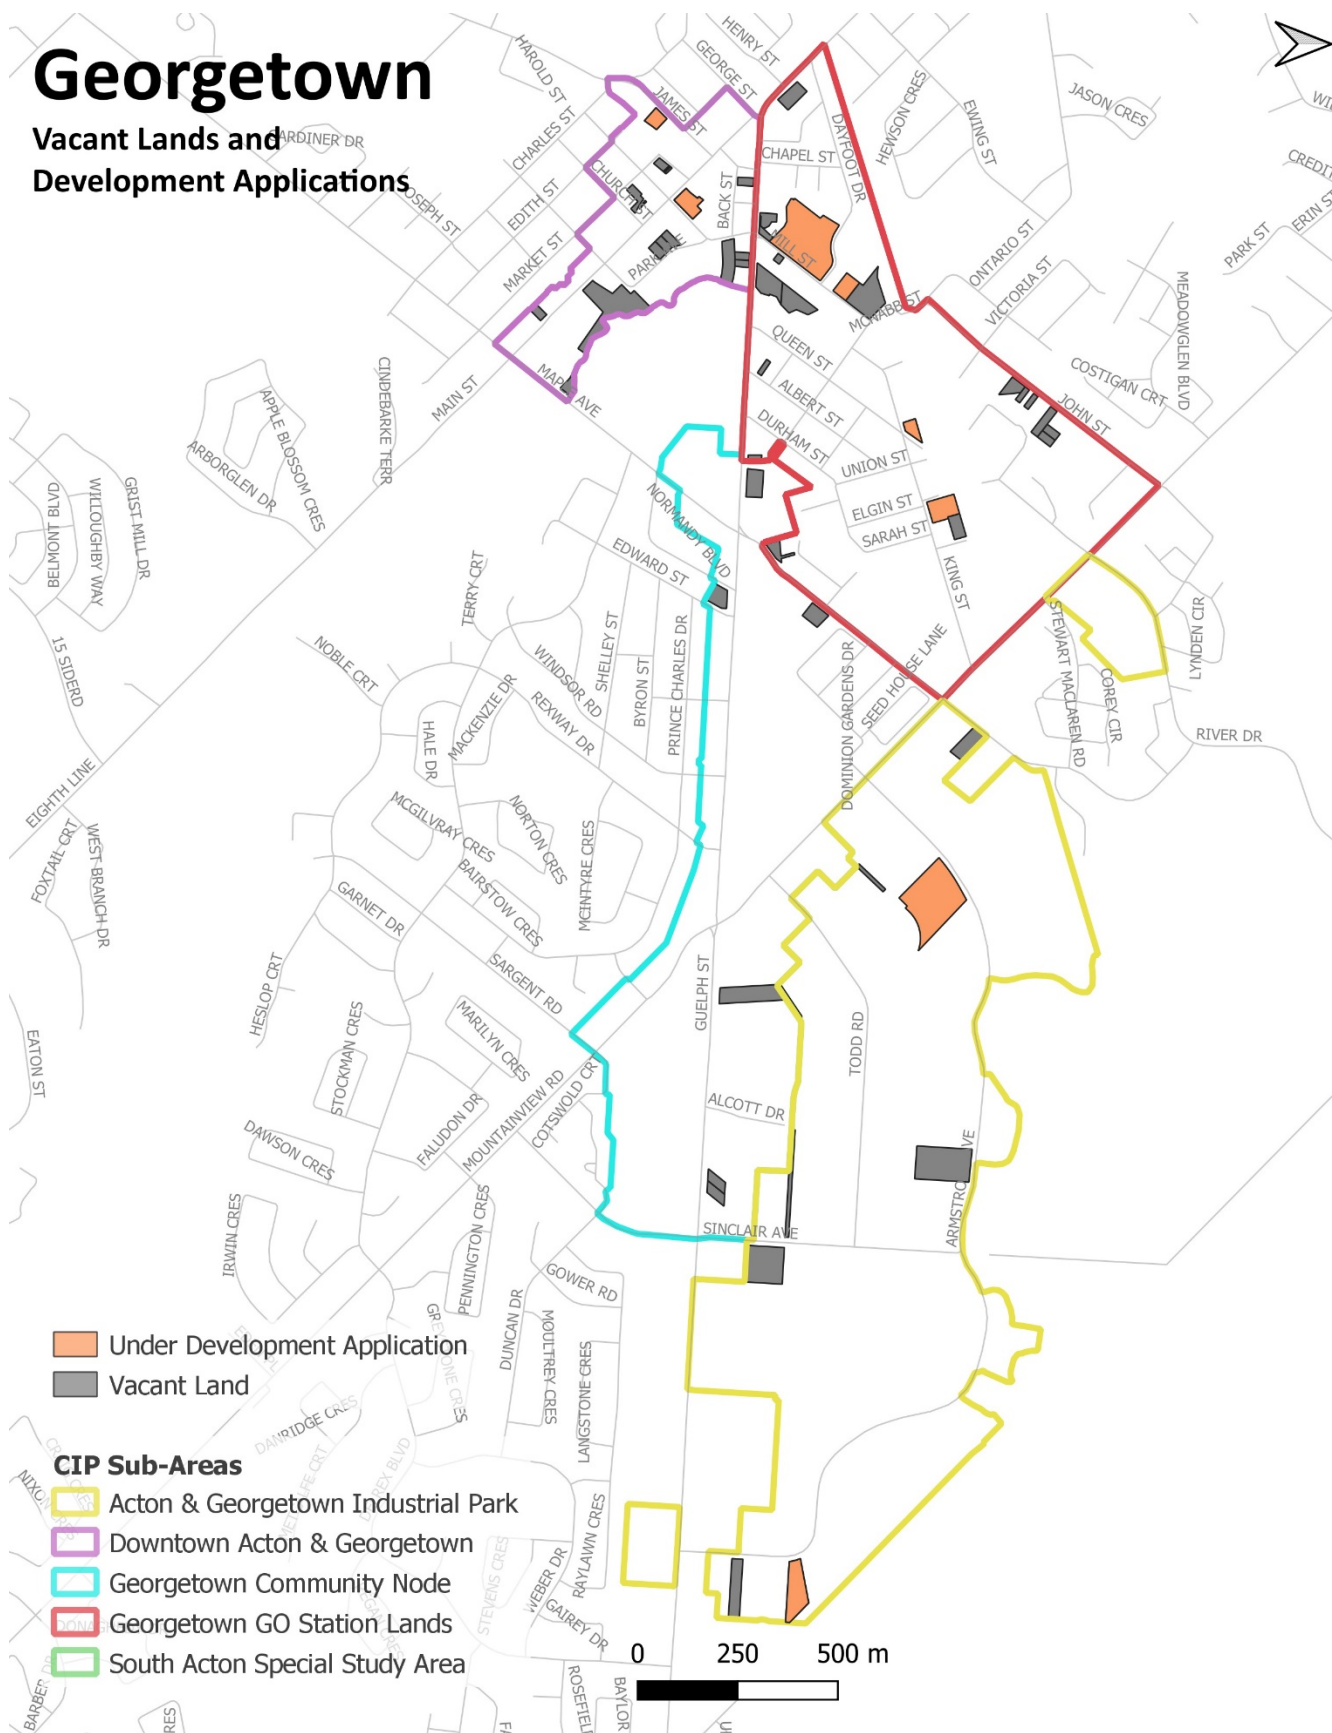 Georgetown
Vacant Lands and
Development Applications
HENRY ST
GEORGE ST
HAROLD ST
JAMES ST
CHARLES ST
GARDINER DR
JOSEPH ST
EDITH ST
CHURCH ST
MARKET ST
BACK ST
CHAPEL ST
DAYFOOT DR
HEWSON CRES
EWING ST
JASON CRES
PARK ST
ERIN ST
MILL ST
MCNABB ST
ONTARIO ST
VICTORIA ST
MEADOWGLEN BLVD
COSTIGAN CRT
JOHN ST
QUEEN ST
ALBERT ST
DURHAM ST
UNION ST
ELGIN ST
SARAH ST
KING ST
MAIN ST
CINDEBARKE TERR
APPLE BLOSSOM CRES
ARBORGLEN DR
GRIST MILL DR
WILLOUGHBY WAY
BELMONT BLVD
15 SIDERD
NORMANDY BLVD
EDWARD ST
TERRY CRT
SHELLEY ST
BYRON ST
PRINCE CHARLES DR
WINDSOR RD
REXWAY DR
NOBLE CRT
MACKENZIE DR
HALE DR
DOMINION GARDENS DR
SEED HOUSE LANE
STEWART MACLAREN RD
COREY CIR
LYNDEN CIR
RIVER DR
EIGHTH LINE
FOXTAIL CRT
WEST BRANCH DR
MCGILVRAY CRES
NORTON CRES
MCINTYRE CRES
BAIRSTOW CRES
GARNET DR
SARGENT RD
HESLOP CRT
MARILYN CRES
STOCKMAN CRES
GUELPH ST
TODD RD
EATON ST
ALCOTT DR
MOUNTAINVIEW RD
COTSWOLD CRT
FALUDON DR
DAWSON CRES
PENNINGTON CRES
IRWIN CRES
SINCLAIR AVE
GOWER RD
DUNCAN DR
MOULTREY CRES
LANGSTONE CRES
DANRIDGE CRES
RAYLAWN CRES
WEBER DR
STEVENS CRES
GAIREY DR
Under Development Application
Vacant Land
CIP Sub-Areas
Acton & Georgetown Industrial Park
Downtown Acton & Georgetown
Georgetown Community Node
Georgetown GO Station Lands
South Acton Special Study Area
0 250 500 m